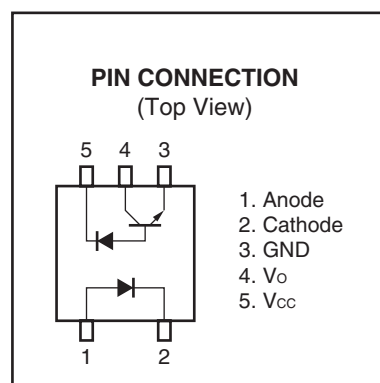 PIN CONNECTION
(Top View)
5 4 3
1. Anode
2. Cathode
3. GND
4. Vo
5. Vcc
1 2